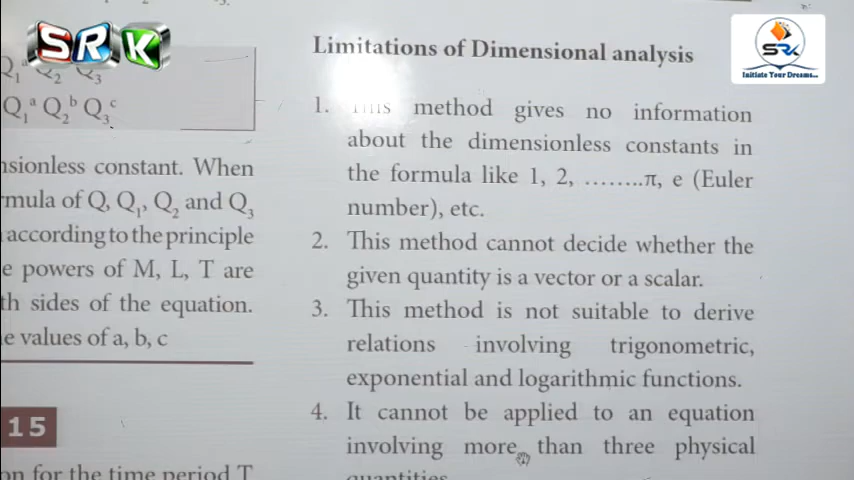 SRK
Q₁ᵃ Q₂ᵇ Q₃ᶜ
nsionless constant. When
rmula of Q, Q₁, Q₂ and Q₃
according to the principle
e powers of M, L, T are
th sides of the equation.
e values of a, b, c
15
on for the time period T
Limitations of Dimensional analysis
1. This method gives no information
about the dimensionless constants in
the formula like 1, 2, ........π, e (Euler
number), etc.
2. This method cannot decide whether the
given quantity is a vector or a scalar.
3. This method is not suitable to derive
relations involving trigonometric,
exponential and logarithmic functions.
4. It cannot be applied to an equation
involving more than three physical
quantities
SRK
Initiate Your Dreams...